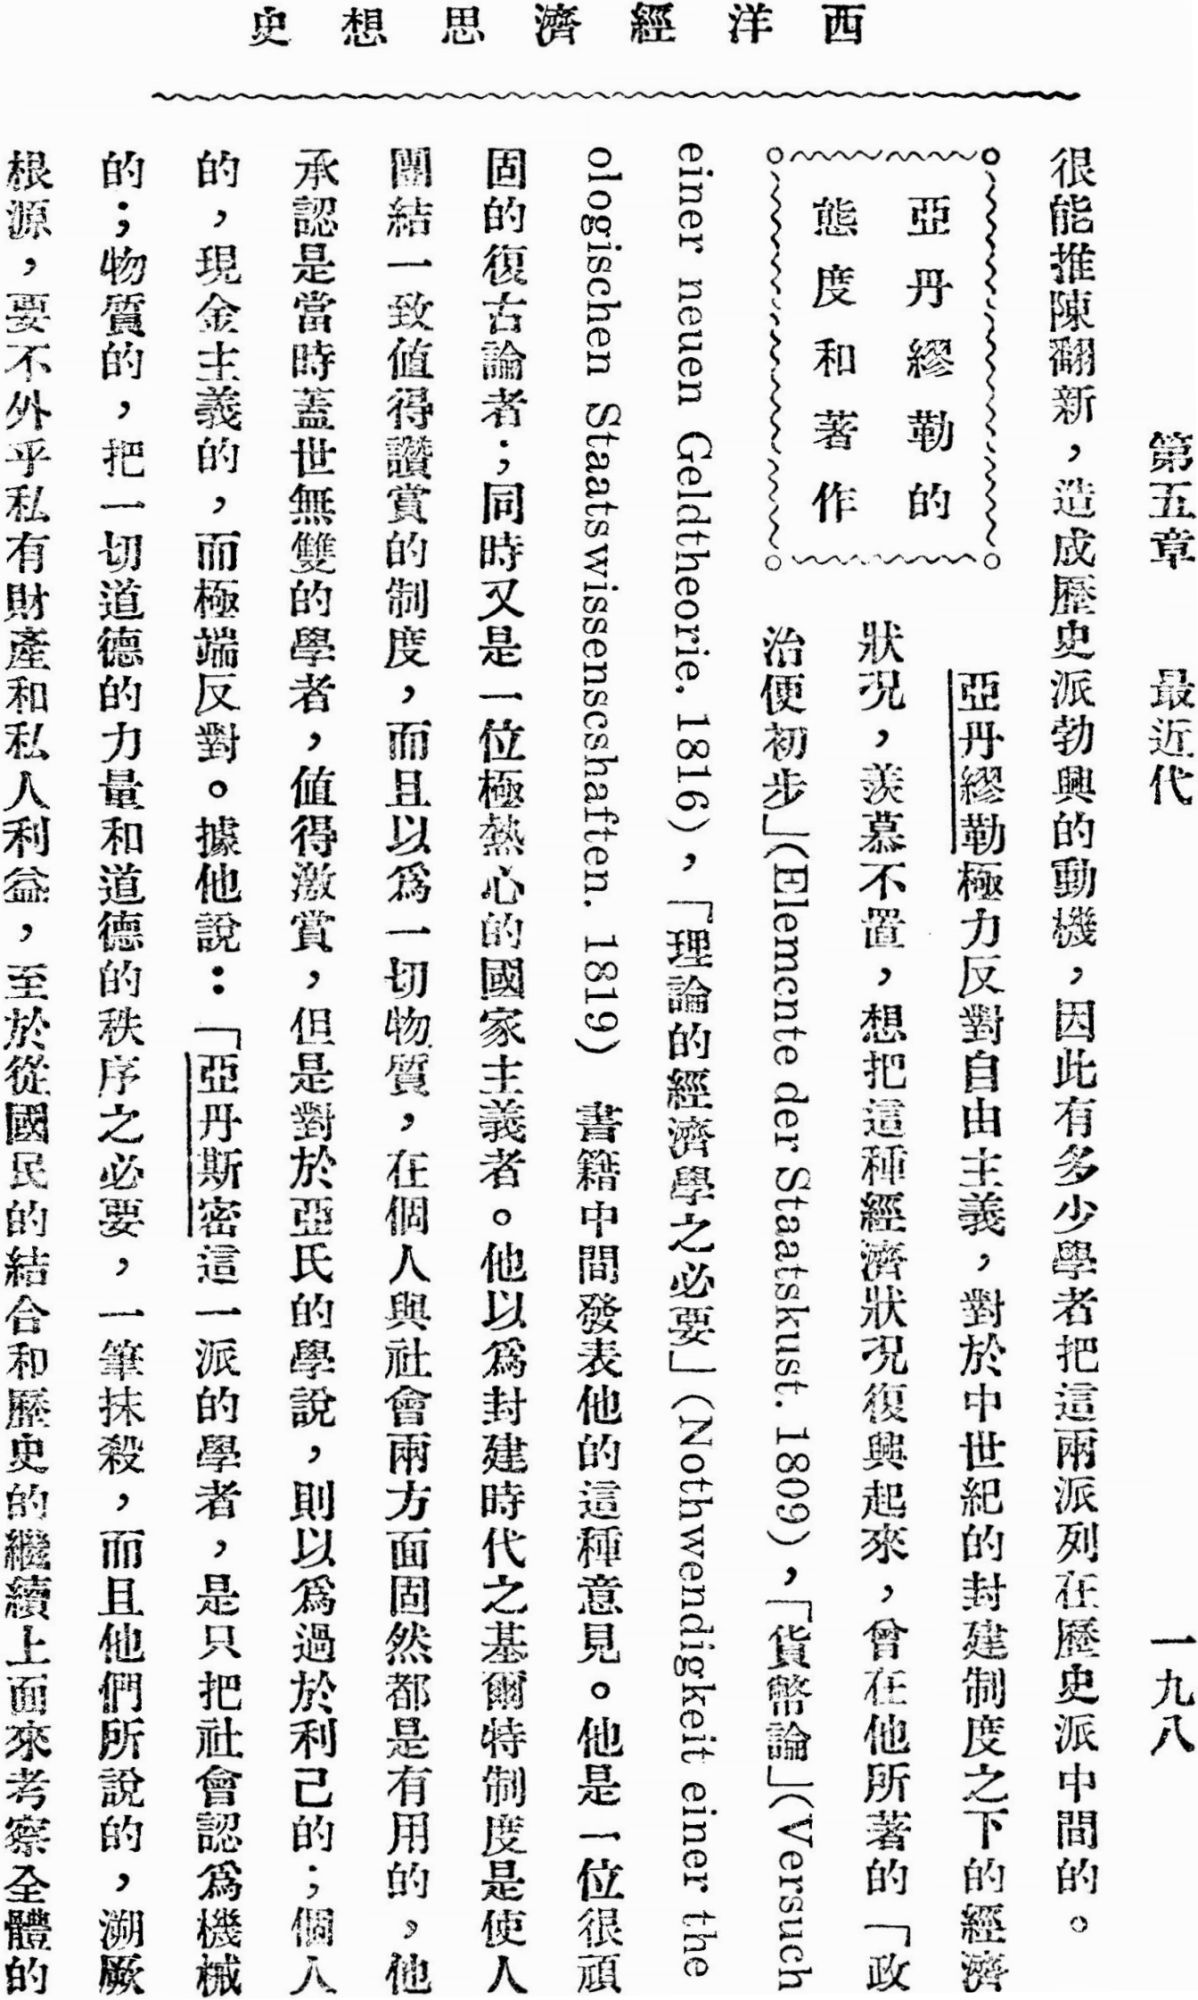 西洋經濟思想史
第五章　最近代　一九八
很能推陳翻新，造成歷史派勃興的動機，因此有多少學者把這兩派列在歷史派中間的。
亞丹繆勒的
態度和著作
亞丹繆勒極力反對自由主義，對於中世紀的封建制度之下的經濟
狀況，羨慕不置，想把這種經濟狀況復興起來，曾在他所著的「政
治便初步」(Elemcnte der Staatskust. 1809)，「貨幣論」(Versuch
einer neuen Geldtheorie. 1816)，「理論的經濟學之必要」(Nothwendigkeit einer the
ologischen Staatswissenscshaften. 1819) 書籍中間發表他的這種意見。他是一位很頑
固的復古論者；同時又是一位極熱心的國家主義者。他以爲封建時代之基爾特制度是使人
團結一致值得讚賞的制度，而且以爲一切物質，在個人與社會兩方面固然都是有用的，他
承認是當時蓋世無雙的學者，值得激賞，但是對於亞氏的學說，則以爲過於利己的；個人
的，現金主義的，而極端反對。據他說：「亞丹斯密這一派的學者，是只把社會認爲機械
的；物質的，把一切道德的力量和道德的秩序之必要，一筆抹殺，而且他們所說的，溯厥
根源，要不外乎私有財產和私人利益，至於從國民的結合和歷史的繼續上面來考察全體的